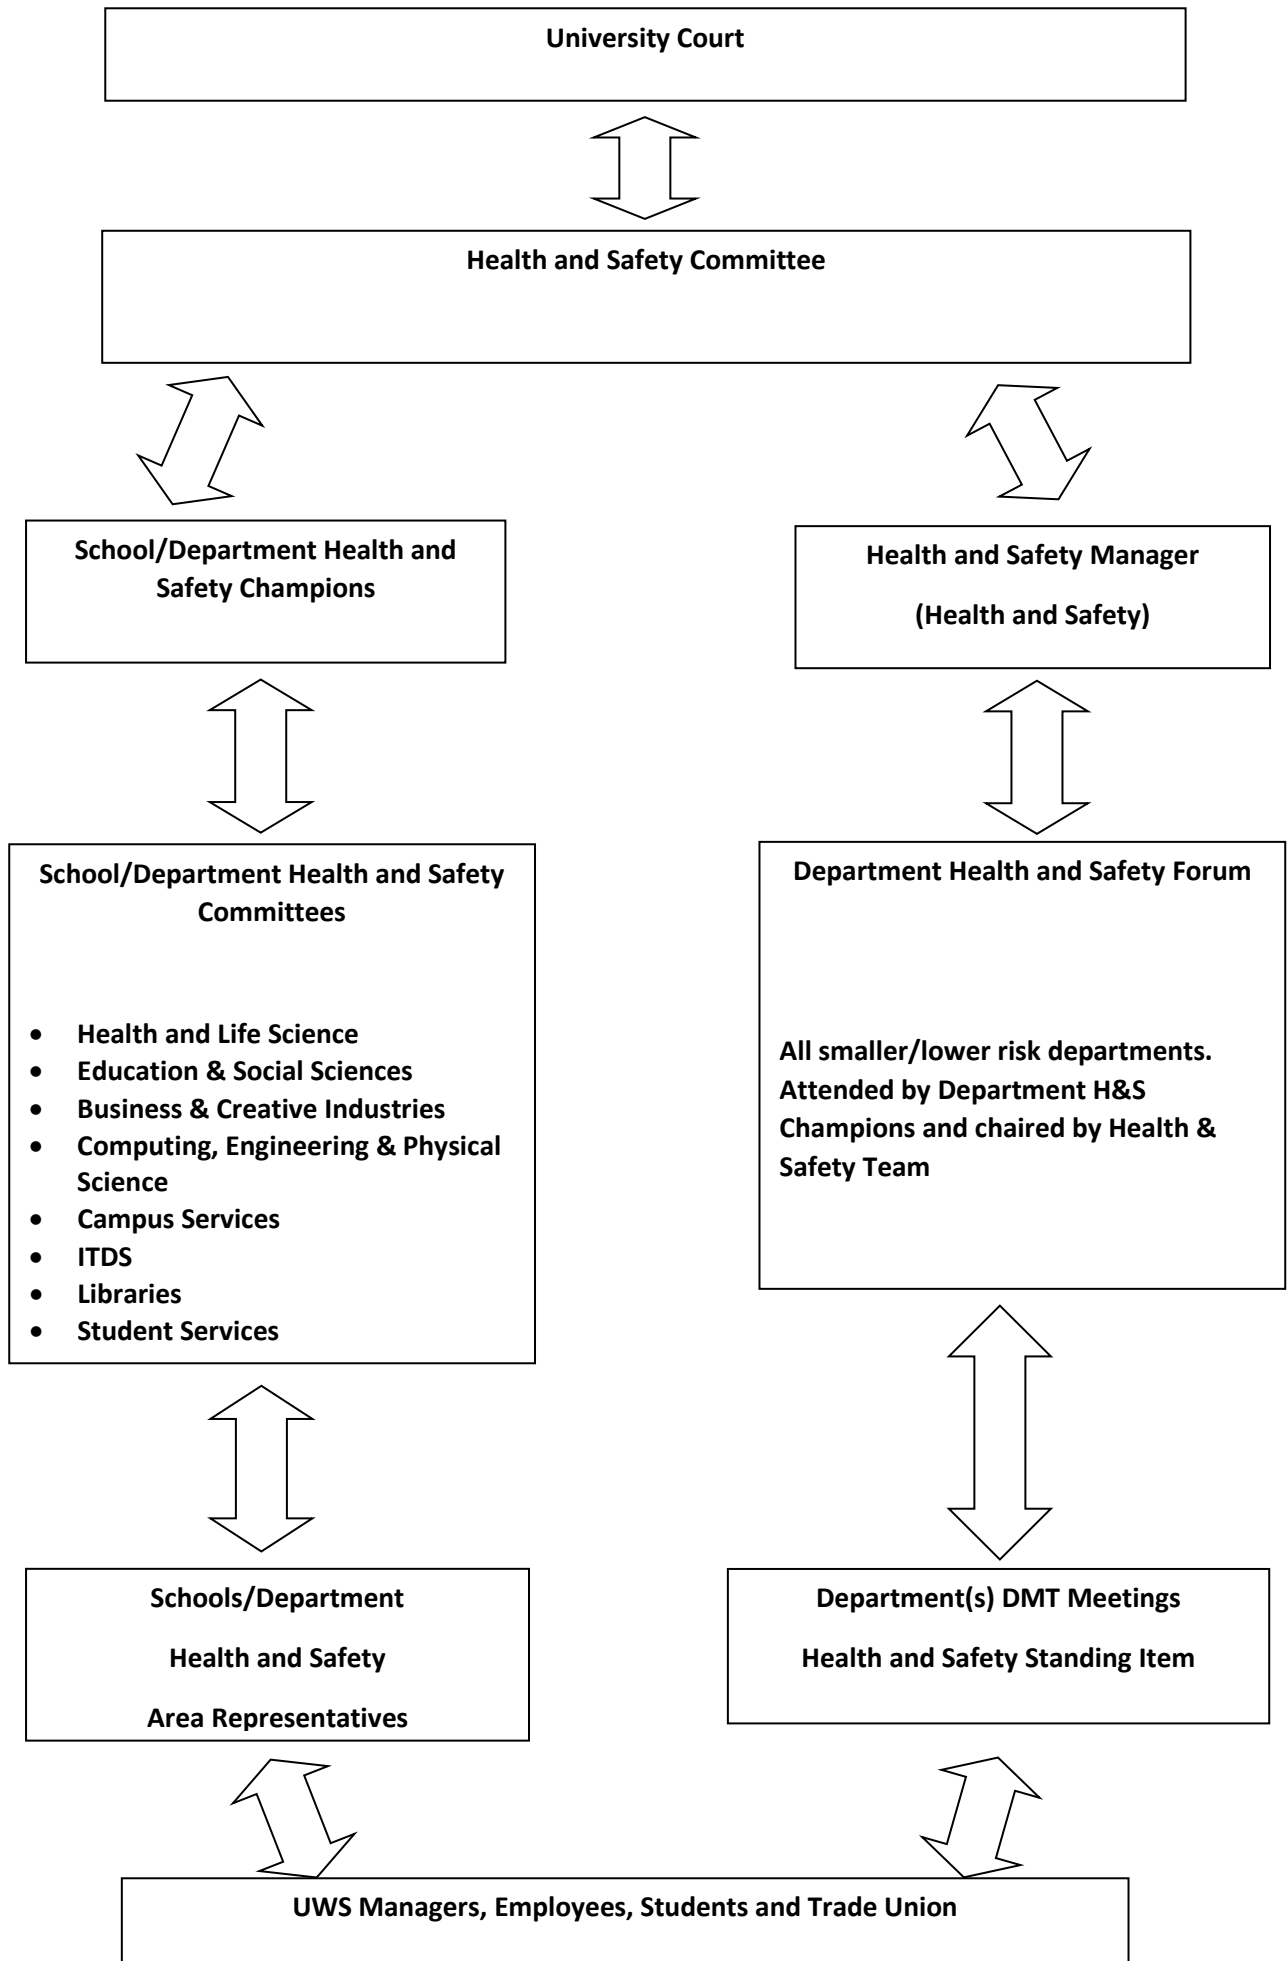 University Court
Health and Safety Committee
School/Department Health and
Safety Champions
Health and Safety Manager
(Health and Safety)
School/Department Health and Safety
Committees
• Health and Life Science
• Education & Social Sciences
• Business & Creative Industries
• Computing, Engineering & Physical
Science
• Campus Services
• ITDS
• Libraries
• Student Services
Department Health and Safety Forum
All smaller/lower risk departments.
Attended by Department H&S
Champions and chaired by Health &
Safety Team
Schools/Department
Health and Safety
Area Representatives
Department(s) DMT Meetings
Health and Safety Standing Item
UWS Managers, Employees, Students and Trade Union